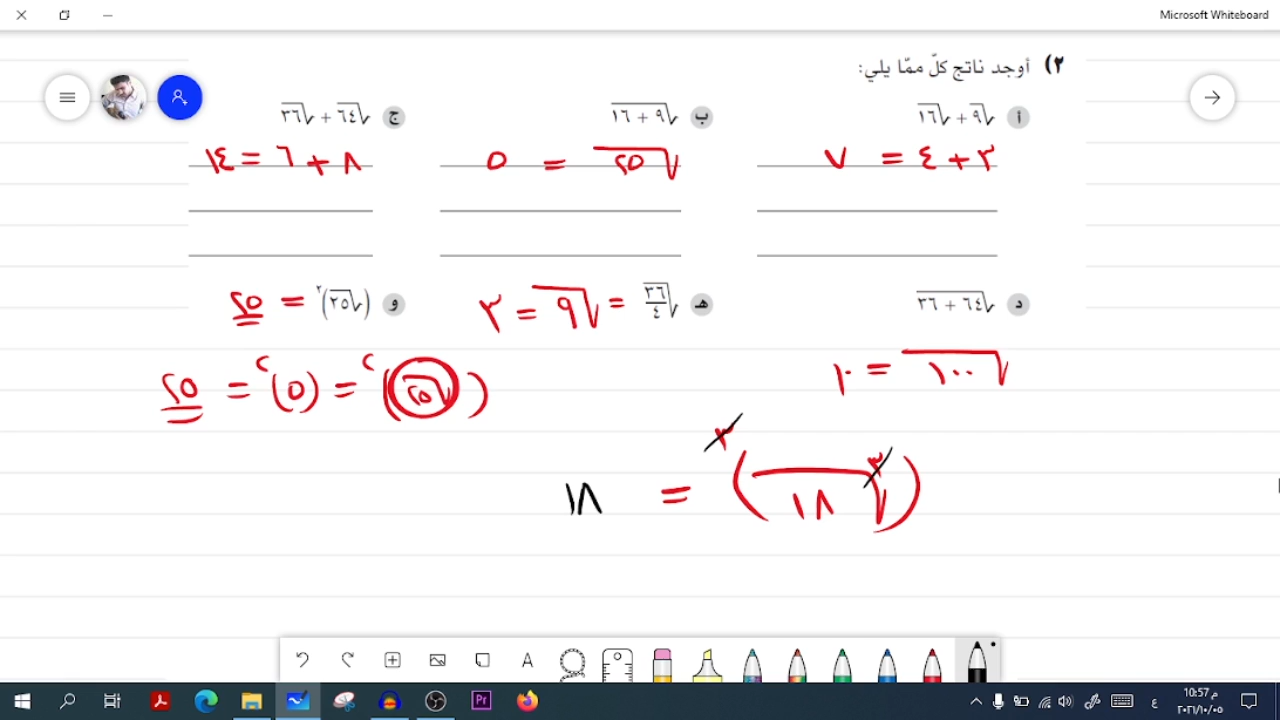 Microsoft Whiteboard
٢) أوجد ناتج كلّ ممّا يلي:
أ √٩ + √١٦
٣ + ٤ = ٧
ب √(٩ + ١٦)
√٢٥ = ٥
ج √٦٤ + √٣٦
٨ + ٦ = ١٤
د √(٦٤ + ٣٦)
√١٠٠ = ١٠
هـ √(٣٦/٤) = √٩ = ٣
و (√٢٥)² = ٢٥
(√٢٥)² = (٥)² = ٢٥
(∛١٨)³ = ١٨
A
Pr
ع
10:57 م
٢٠٢١/١٠/٠٥